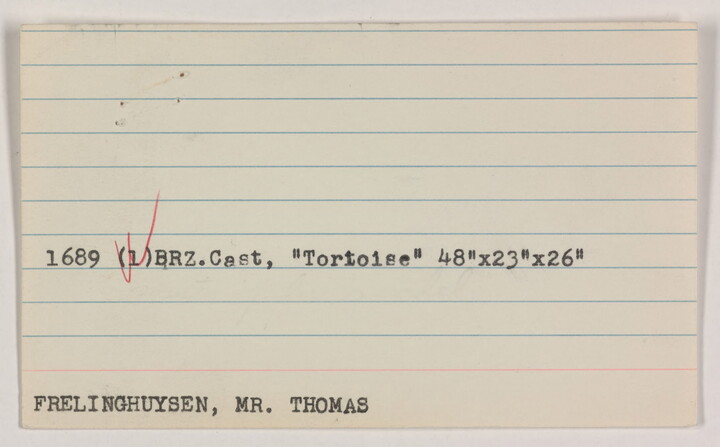 1689 (1)BRZ.Cast, "Tortoise" 48"x23"x26"
FRELINGHUYSEN, MR. THOMAS